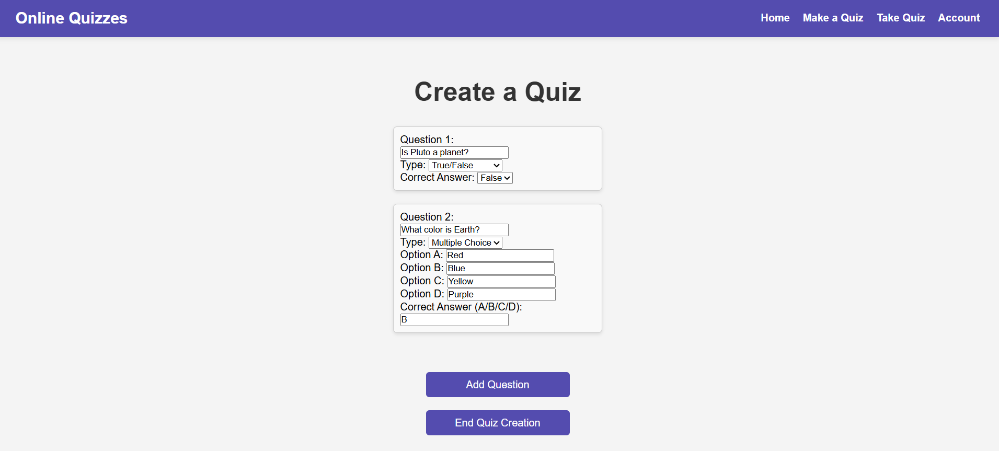 Online Quizzes
Home Make a Quiz Take Quiz Account
Create a Quiz
Question 1:
Is Pluto a planet?
Type: True/False
Correct Answer: False
Question 2:
What color is Earth?
Type: Multiple Choice
Option A: Red
Option B: Blue
Option C: Yellow
Option D: Purple
Correct Answer (A/B/C/D):
B
Add Question
End Quiz Creation